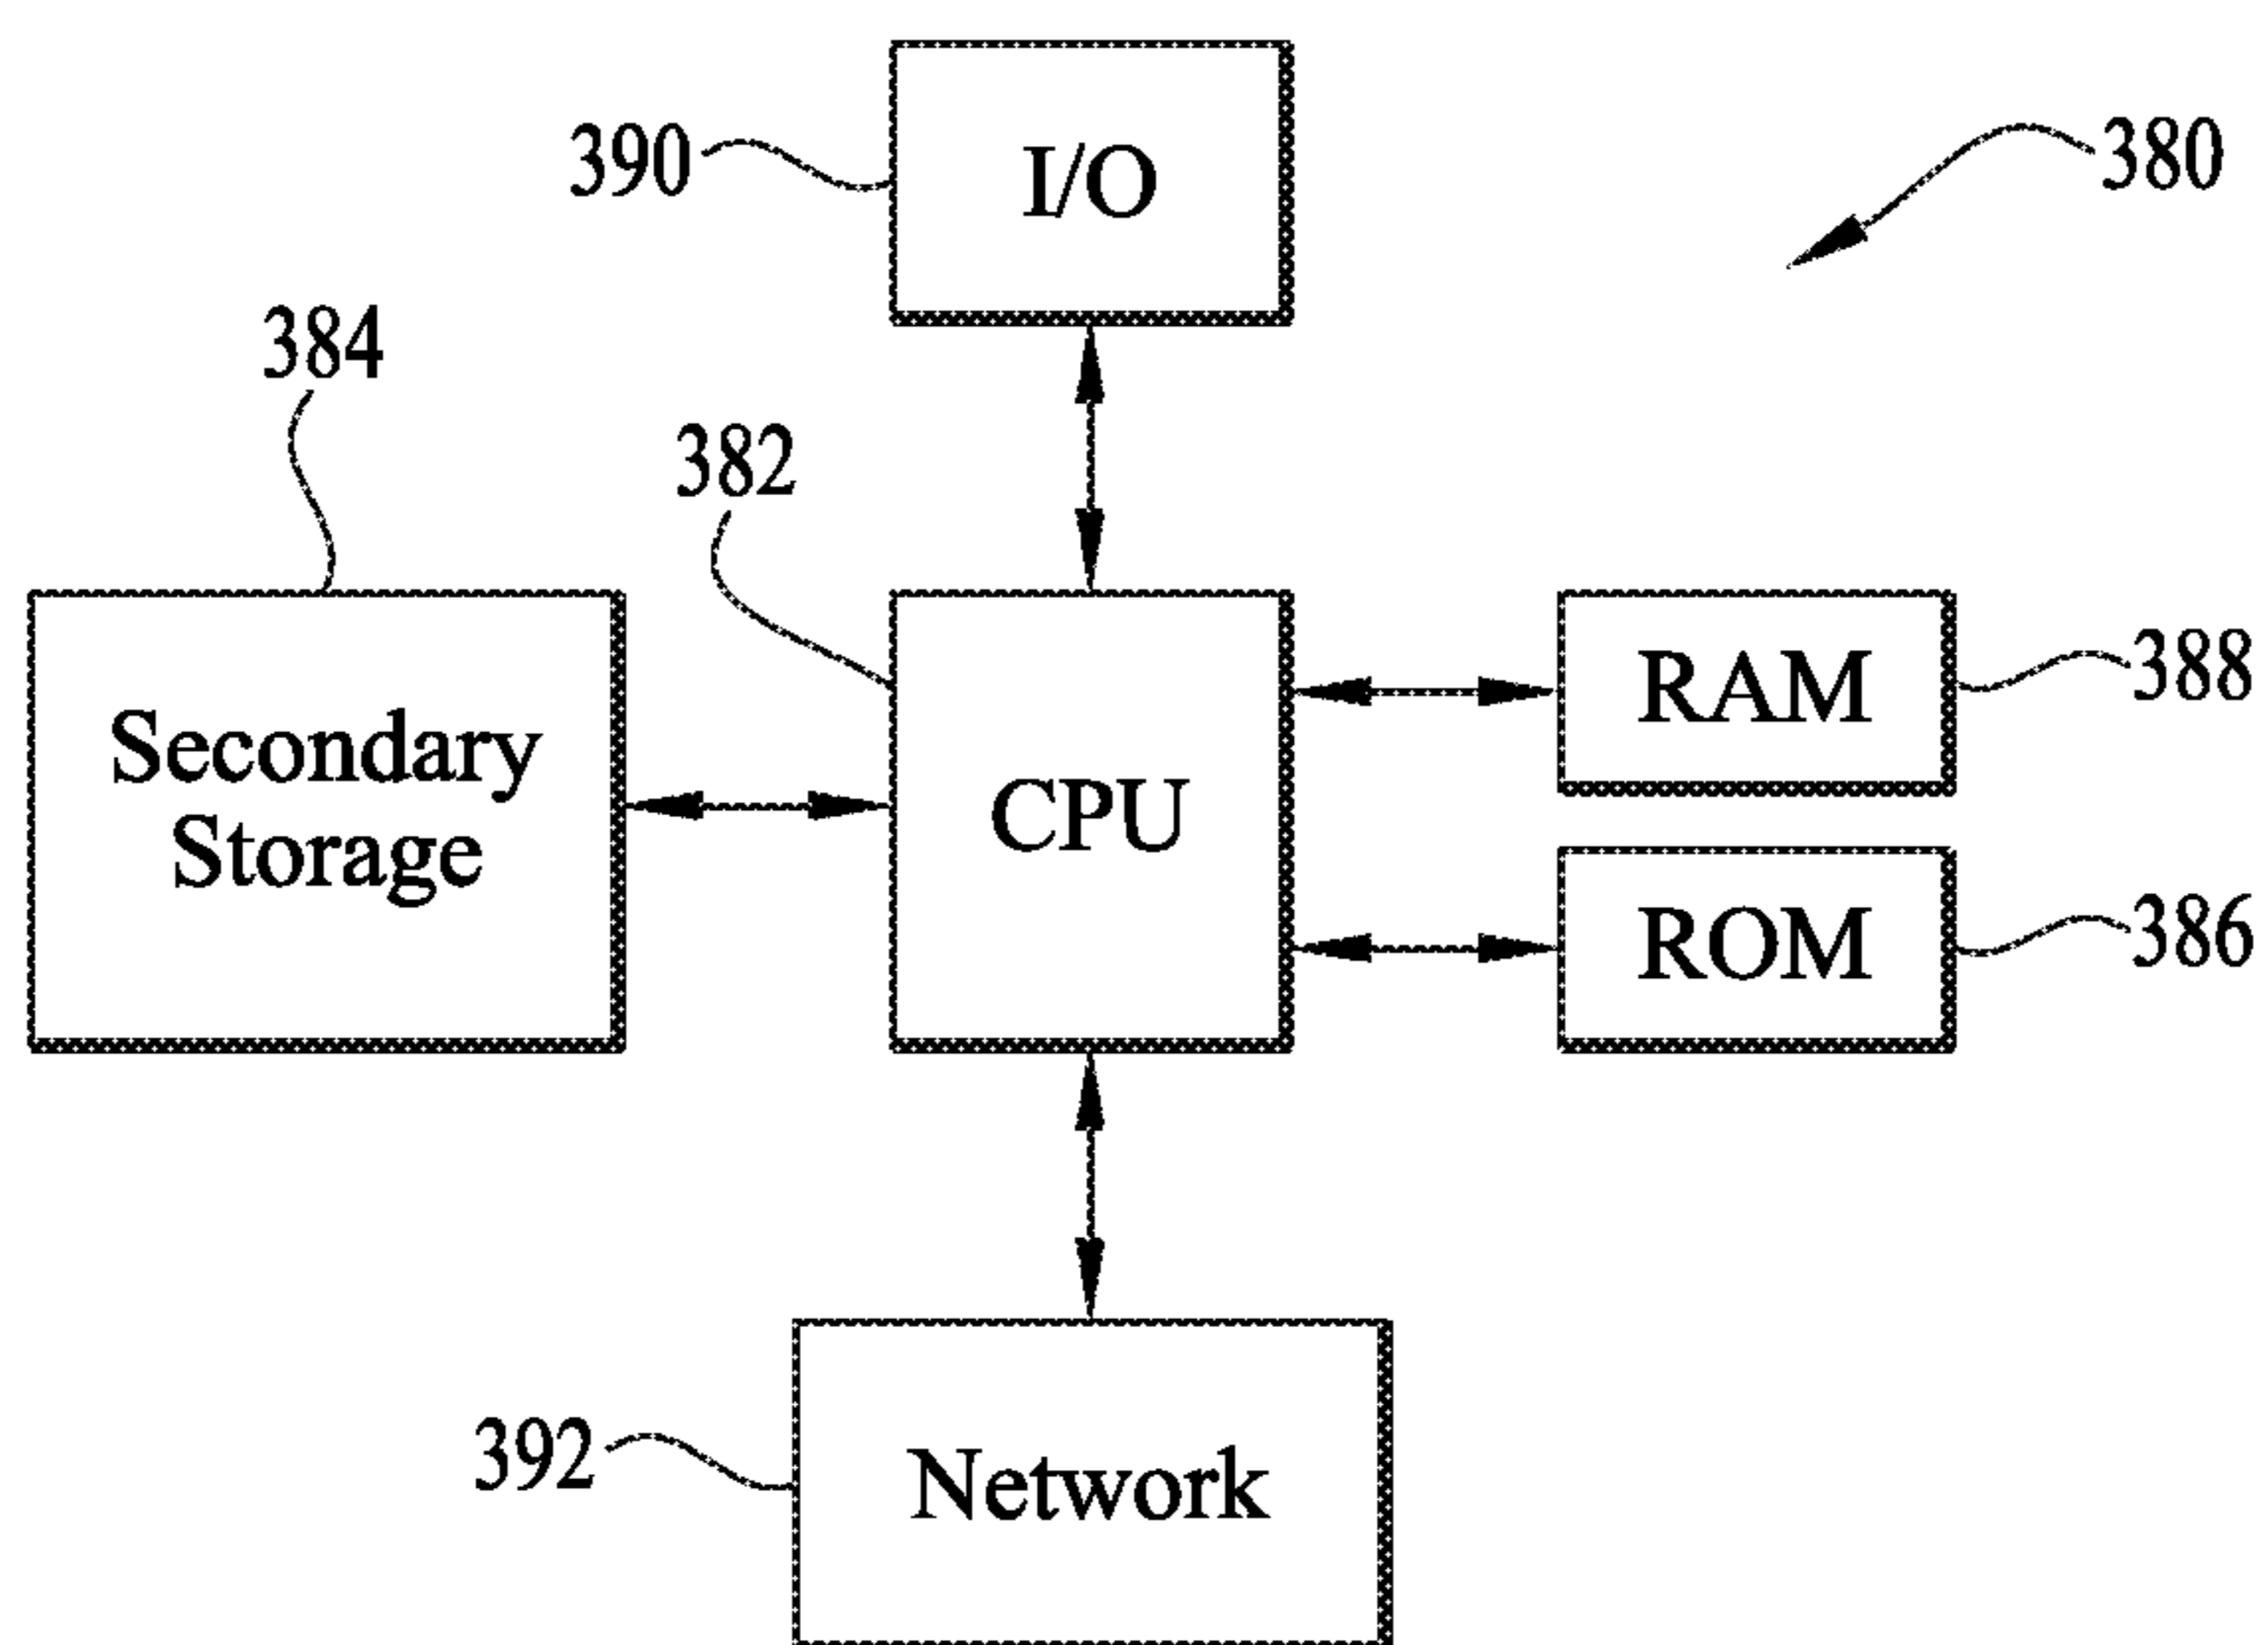 390
I/O
380
384
382
Secondary
Storage
CPU
RAM
388
ROM
386
392
Network